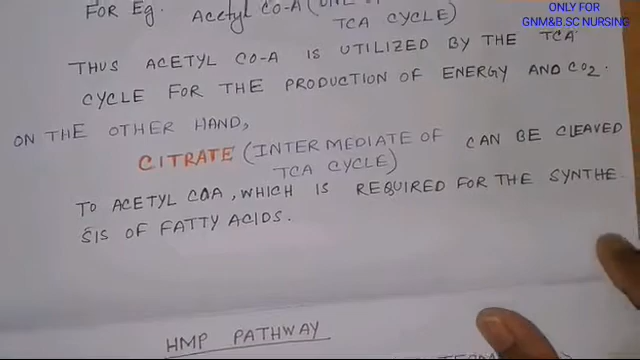 ONLY FOR
GNM&B.SC NURSING
FOR Eg. Acetyl CO-A (
TCA CYCLE)
THUS ACETYL CO-A IS UTILIZED BY THE TCA
CYCLE FOR THE PRODUCTION OF ENERGY AND CO2.
ON THE OTHER HAND,
CITRATE (INTERMEDIATE OF CAN BE CLEAVED
TCA CYCLE)
TO ACETYL COA, WHICH IS REQUIRED FOR THE SYNTHE
SIS OF FATTY ACIDS.
HMP PATHWAY